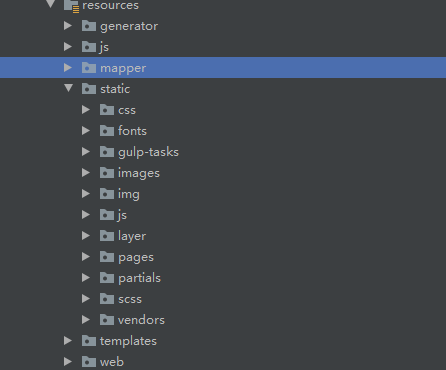 resources
generator
js
mapper
static
css
fonts
gulp-tasks
images
img
js
layer
pages
partials
scss
vendors
templates
web